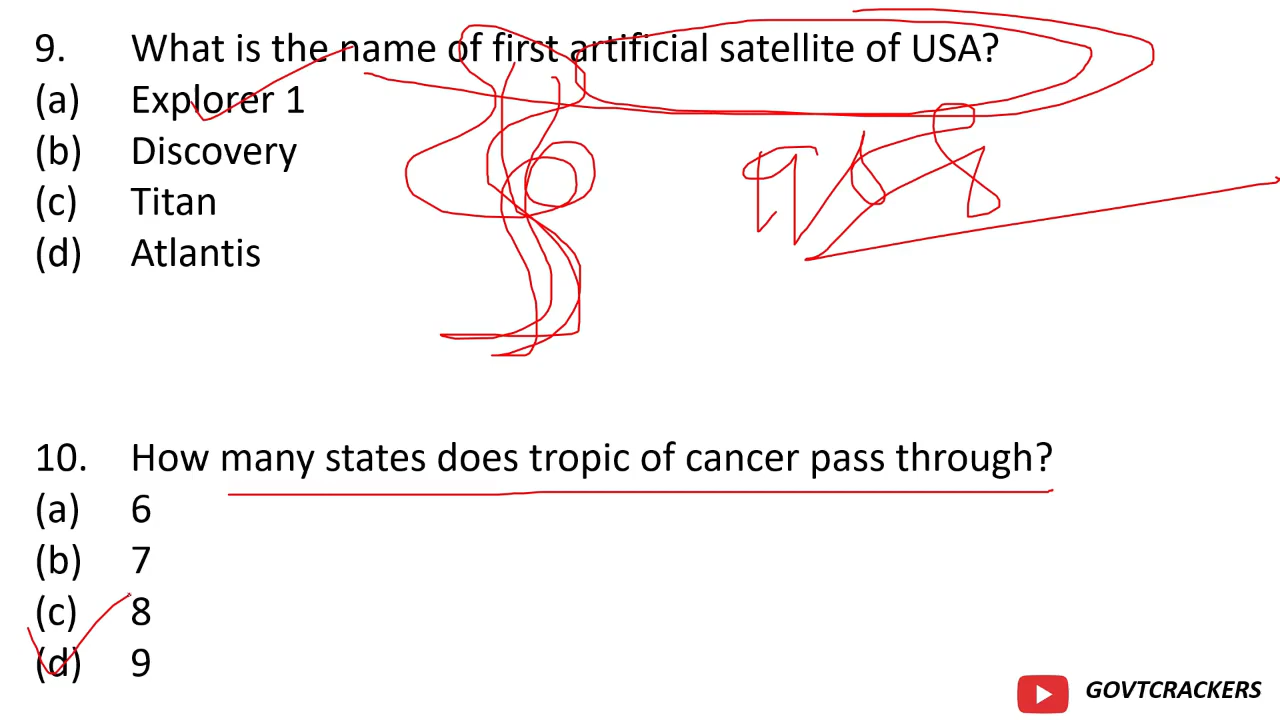 9. What is the name of first artificial satellite of USA?
(a) Explorer 1
(b) Discovery
(c) Titan
(d) Atlantis
10. How many states does tropic of cancer pass through?
(a) 6
(b) 7
(c) 8
(d) 9
GOVTCRACKERS